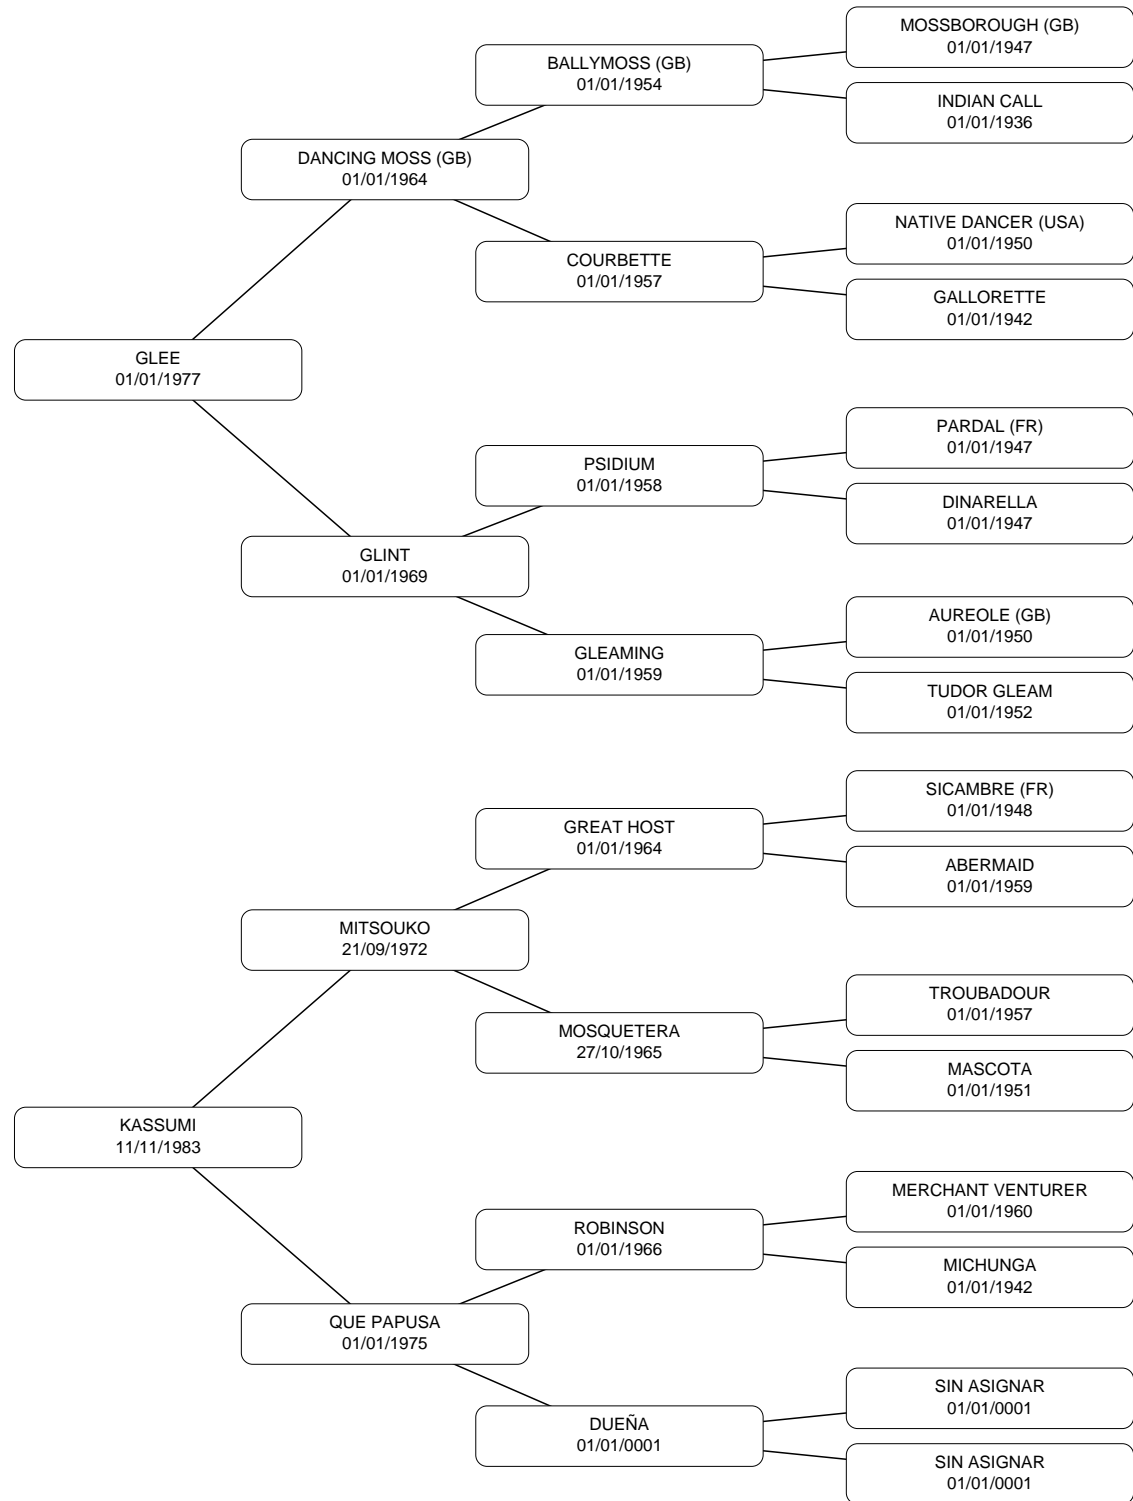 MOSSBOROUGH (GB)
01/01/1947
BALLYMOSS (GB)
01/01/1954
INDIAN CALL
01/01/1936
DANCING MOSS (GB)
01/01/1964
NATIVE DANCER (USA)
01/01/1950
COURBETTE
01/01/1957
GALLORETTE
01/01/1942
GLEE
01/01/1977
PARDAL (FR)
01/01/1947
PSIDIUM
01/01/1958
DINARELLA
01/01/1947
GLINT
01/01/1969
AUREOLE (GB)
01/01/1950
GLEAMING
01/01/1959
TUDOR GLEAM
01/01/1952
SICAMBRE (FR)
01/01/1948
GREAT HOST
01/01/1964
ABERMAID
01/01/1959
MITSOUKO
21/09/1972
TROUBADOUR
01/01/1957
MOSQUETERA
27/10/1965
MASCOTA
01/01/1951
KASSUMI
11/11/1983
MERCHANT VENTURER
01/01/1960
ROBINSON
01/01/1966
MICHUNGA
01/01/1942
QUE PAPUSA
01/01/1975
SIN ASIGNAR
01/01/0001
DUEÑA
01/01/0001
SIN ASIGNAR
01/01/0001